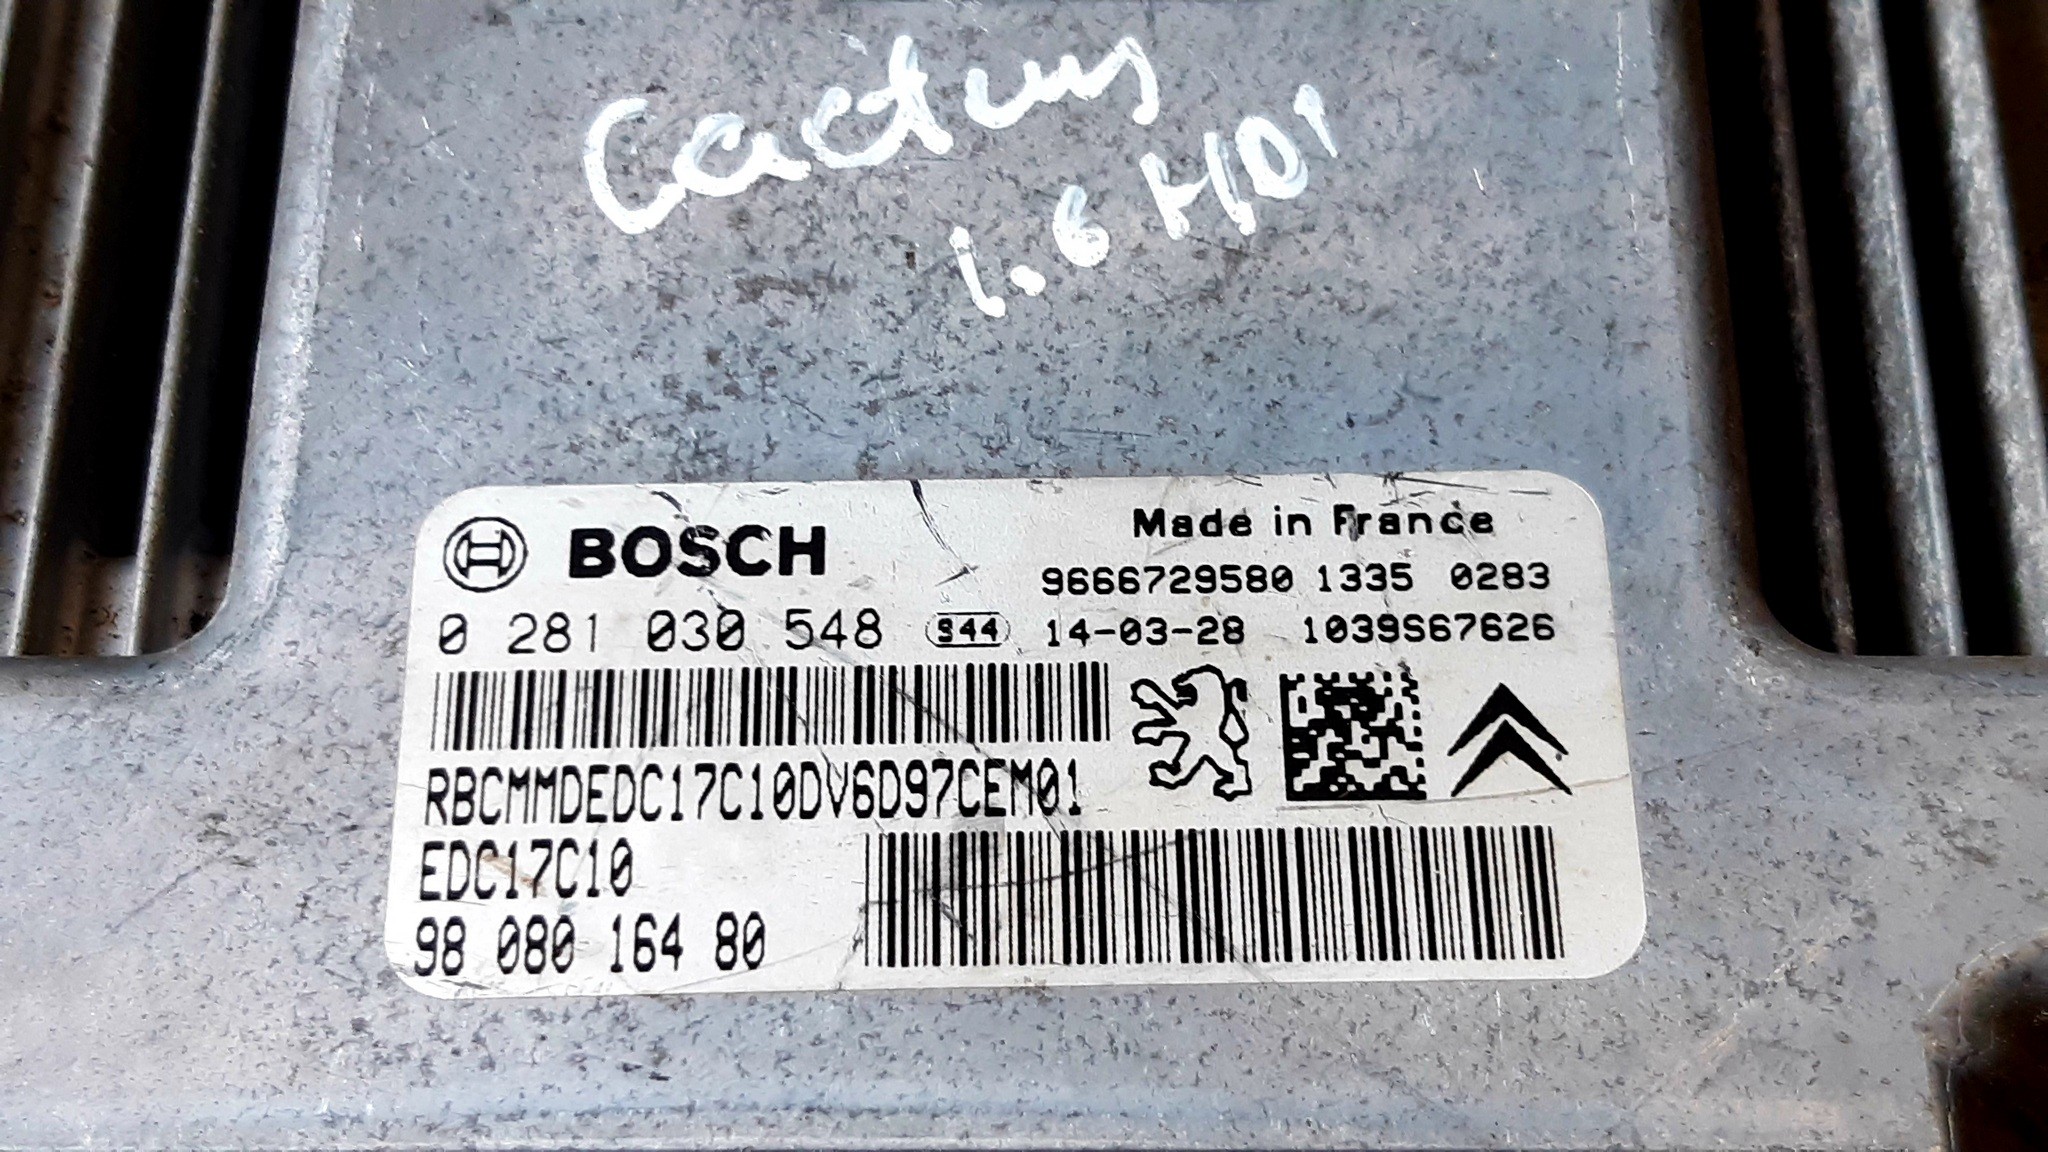 Cactus
1.6 HDI
BOSCH
Made in France
9666729580 1335 0283
0 281 030 548 S44 14-03-28 1039S67626
RBCMMDEDC17C10DV6D97CEM01
EDC17C10
98 080 164 80